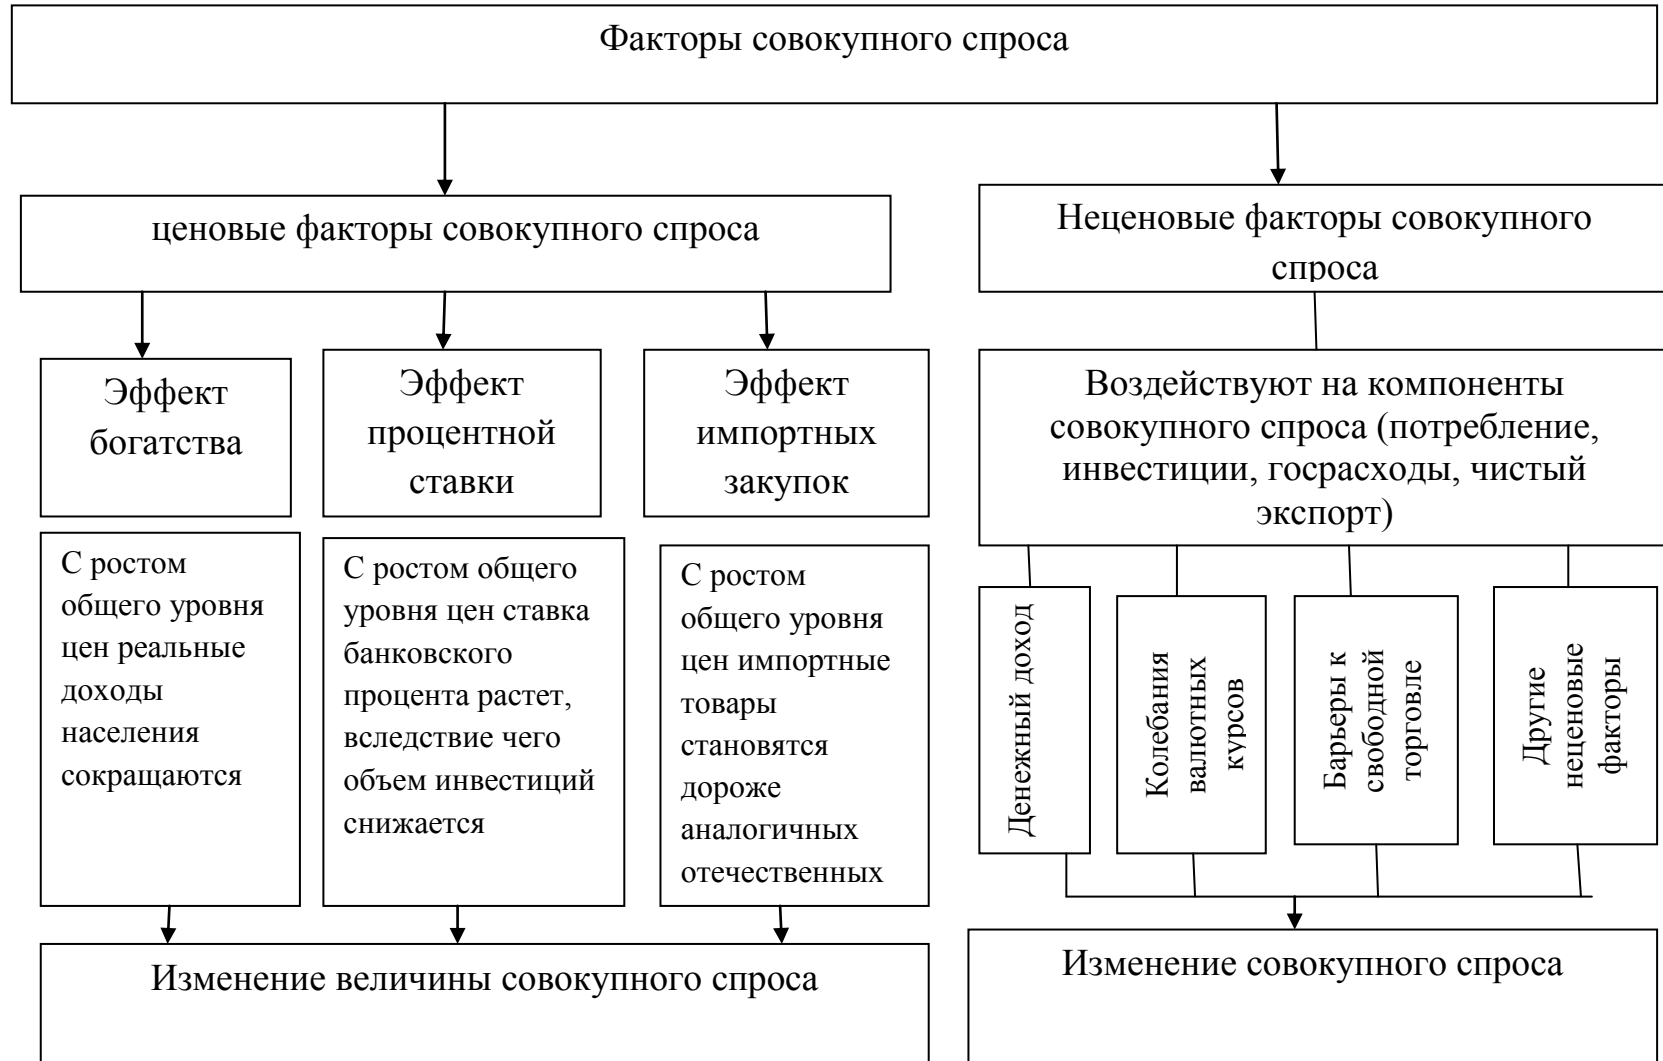 Факторы совокупного спроса
ценовые факторы совокупного спроса
Неценовые факторы совокупного
спроса
Эффект
богатства
Эффект
процентной
ставки
Эффект
импортных
закупок
Воздействуют на компоненты
совокупного спроса (потребление,
инвестиции, госрасходы, чистый
экспорт)
С ростом
общего уровня
цен реальные
доходы
населения
сокращаются
С ростом общего
уровня цен ставка
банковского
процента растет,
вследствие чего
объем инвестиций
снижается
С ростом
общего уровня
цен импортные
товары
становятся
дороже
аналогичных
отечественных
Денежный доход
Колебания
валютных
курсов
Барьеры к
свободной
торговле
Другие
неценовые
факторы
Изменение величины совокупного спроса
Изменение совокупного спроса